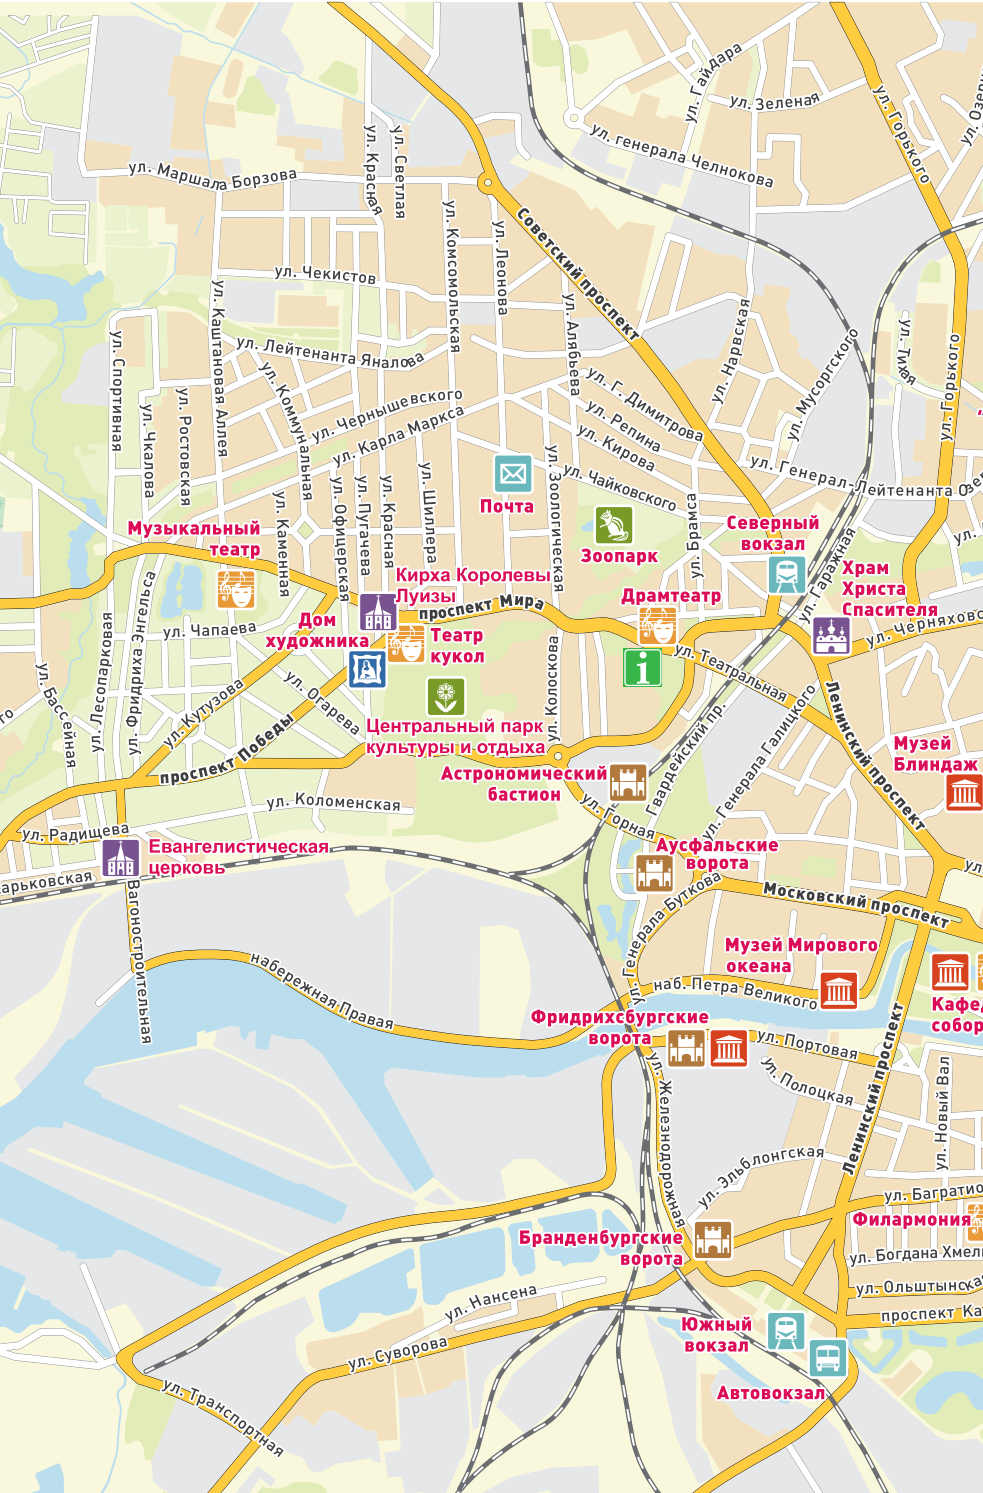 ул. Гайдара
ул. Зеленая
ул. Горького
ул. генерала Челнокова
ул. Маршала Борзова
ул. Красная
ул. Светлая
ул. Комсомольская
ул. Леонова
Советский проспект
ул. Чекистов
ул. Каштановая Аллея
ул. Алябьева
ул. Нарвская
ул. Мусоргского
ул. Тихая
ул. Горького
ул. Спортивная
ул. Лейтенанта Яналова
ул. Коммунальная
ул. Чкалова
ул. Ростовская
ул. Чернышевского
ул. Карла Маркса
ул. Г. Димитрова
ул. Репина
ул. Кирова
ул. Чайковского
ул. Генерал-Лейтенанта
ул. Каменная
ул. Офицерская
ул. Пугачева
ул. Красная
ул. Шиллера
ул. Зоологическая
ул. Брамса
ул. Гаражная
Почта
Зоопарк
Северный
вокзал
Музыкальный
театр
Кирха Королевы
Луизы
проспект Мира
Драмтеатр
Храм
Христа
Спасителя
Дом
художника
Театр
кукол
ул. Чапаева
ул. Фридриха Энгельса
ул. Лесопарковая
ул. Бассейная
ул. Кутузова
ул. Огарева
проспект Победы
Центральный парк
культуры и отдыха
ул. Колоскова
ул. Театральная
Гвардейский пр.
ул. Генерала Галицкого
Ленинский проспект
Музей
Блиндаж
Астрономический
бастион
ул. Горная
ул. Коломенская
ул. Радищева
Евангелистическая
церковь
Аусфальские
ворота
ул. Генерала Буткова
Московский проспект
Вагоностроительная
набережная Правая
Музей Мирового
океана
наб. Петра Великого
Фридрихсбургские
ворота
ул. Портовая
ул. Полоцкая
ул. Железнодорожная
Ленинский проспект
ул. Новый Вал
ул. Эльблонгская
Филармония
Бранденбургские
ворота
ул. Нансена
ул. Суворова
ул. Транспортная
Южный
вокзал
Автовокзал